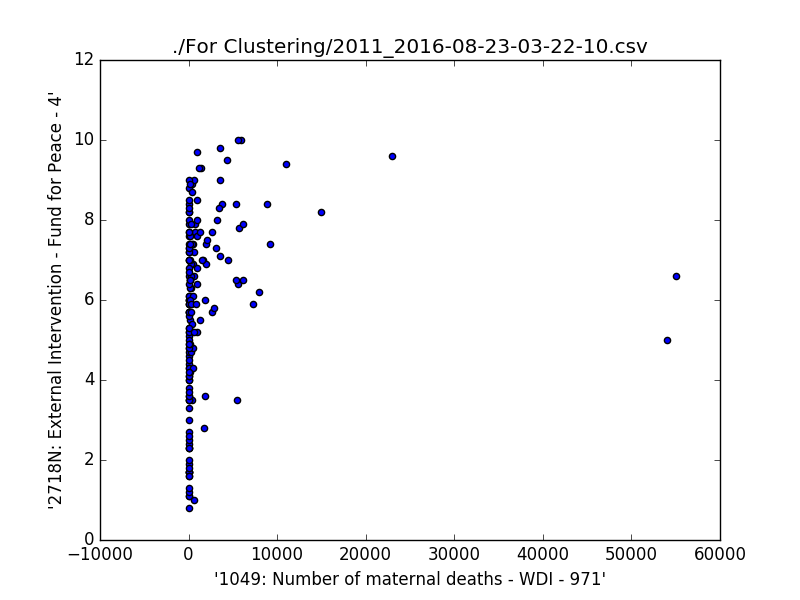 ./For Clustering/2011_2016-08-23-03-22-10.csv
12
10
8
6
4
2
0
'2718N: External Intervention - Fund for Peace - 4'
−10000 0 10000 20000 30000 40000 50000 60000
'1049: Number of maternal deaths - WDI - 971'